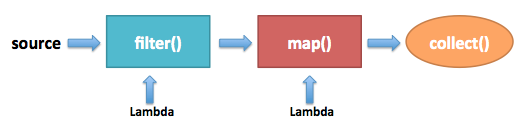 source
filter()
map()
collect()
Lambda
Lambda